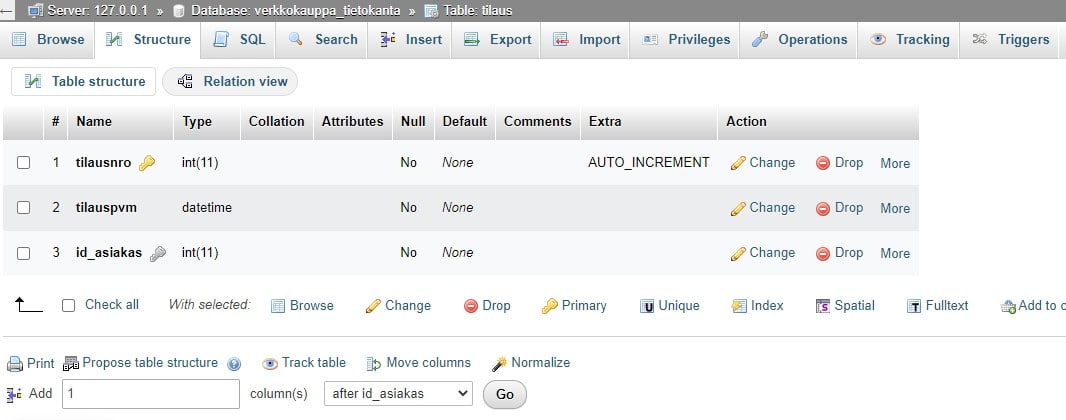 Server: 127.0.0.1 » Database: verkkokauppa_tietokanta » Table: tilaus
Browse Structure SQL Search Insert Export Import Privileges Operations Tracking Triggers
Table structure Relation view
# Name Type Collation Attributes Null Default Comments Extra Action
1 tilausnro int(11) No None AUTO_INCREMENT Change Drop More
2 tilauspvm datetime No None Change Drop More
3 id_asiakas int(11) No None Change Drop More
Check all With selected: Browse Change Drop Primary Unique Index Spatial Fulltext Add to c
Print Propose table structure Track table Move columns Normalize
Add 1 column(s) after id_asiakas Go